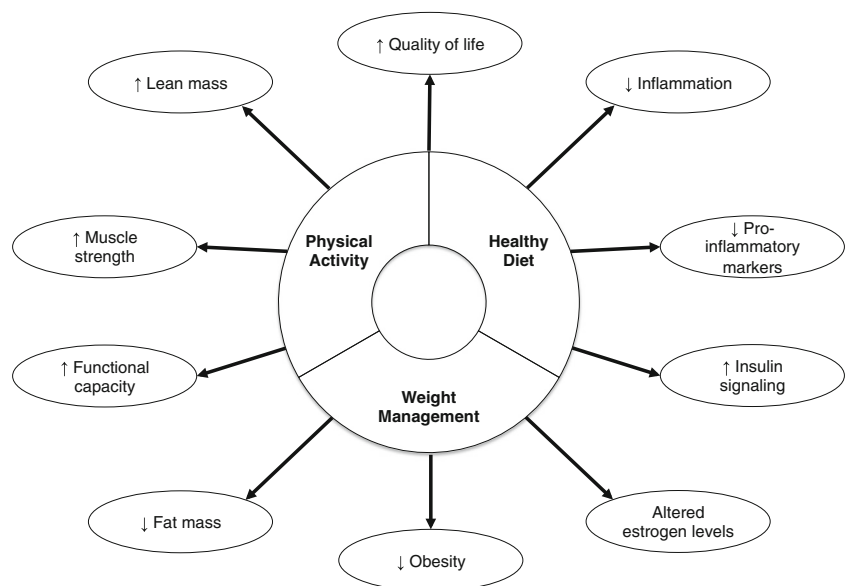 ↑ Quality of life
↑ Lean mass
↓ Inflammation
↑ Muscle
strength
Physical
Activity
Healthy
Diet
↓ Pro-
inflammatory
markers
↑ Functional
capacity
↑ Insulin
signaling
Weight
Management
↓ Fat mass
Altered
estrogen levels
↓ Obesity